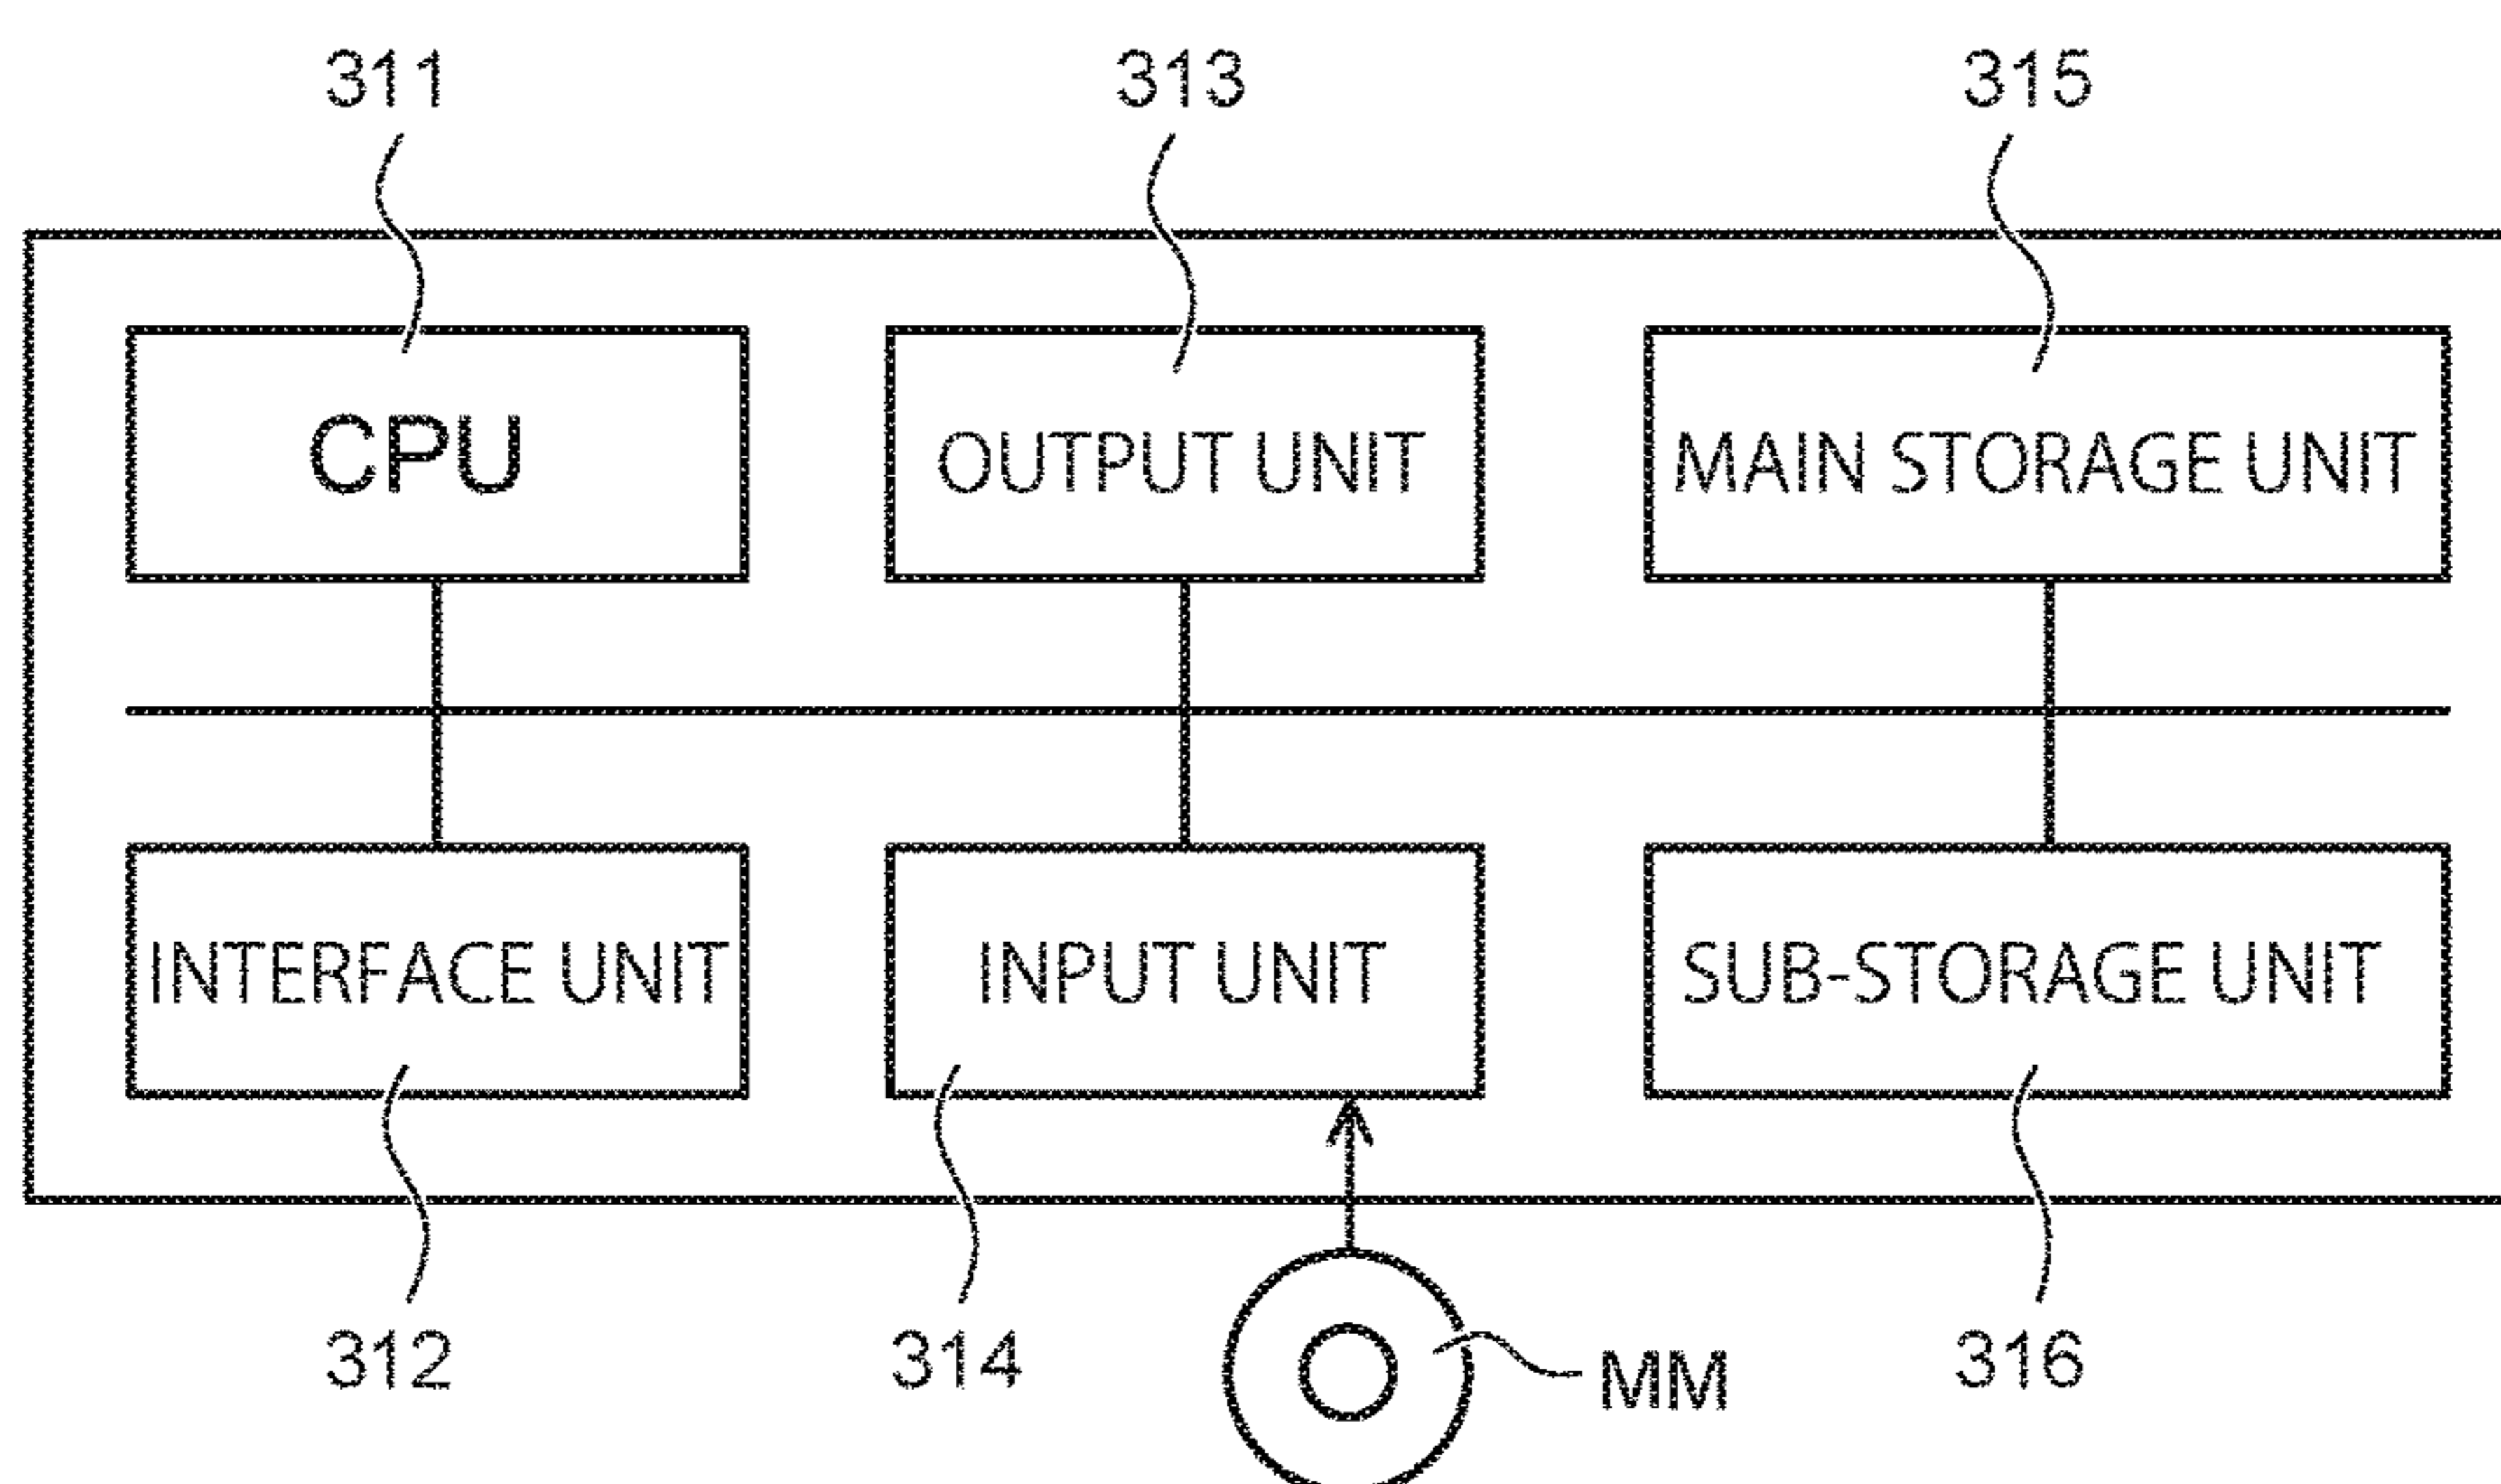 311
313
315
CPU
OUTPUT UNIT
MAIN STORAGE UNIT
INTERFACE UNIT
INPUT UNIT
SUB-STORAGE UNIT
312
314
MM
316